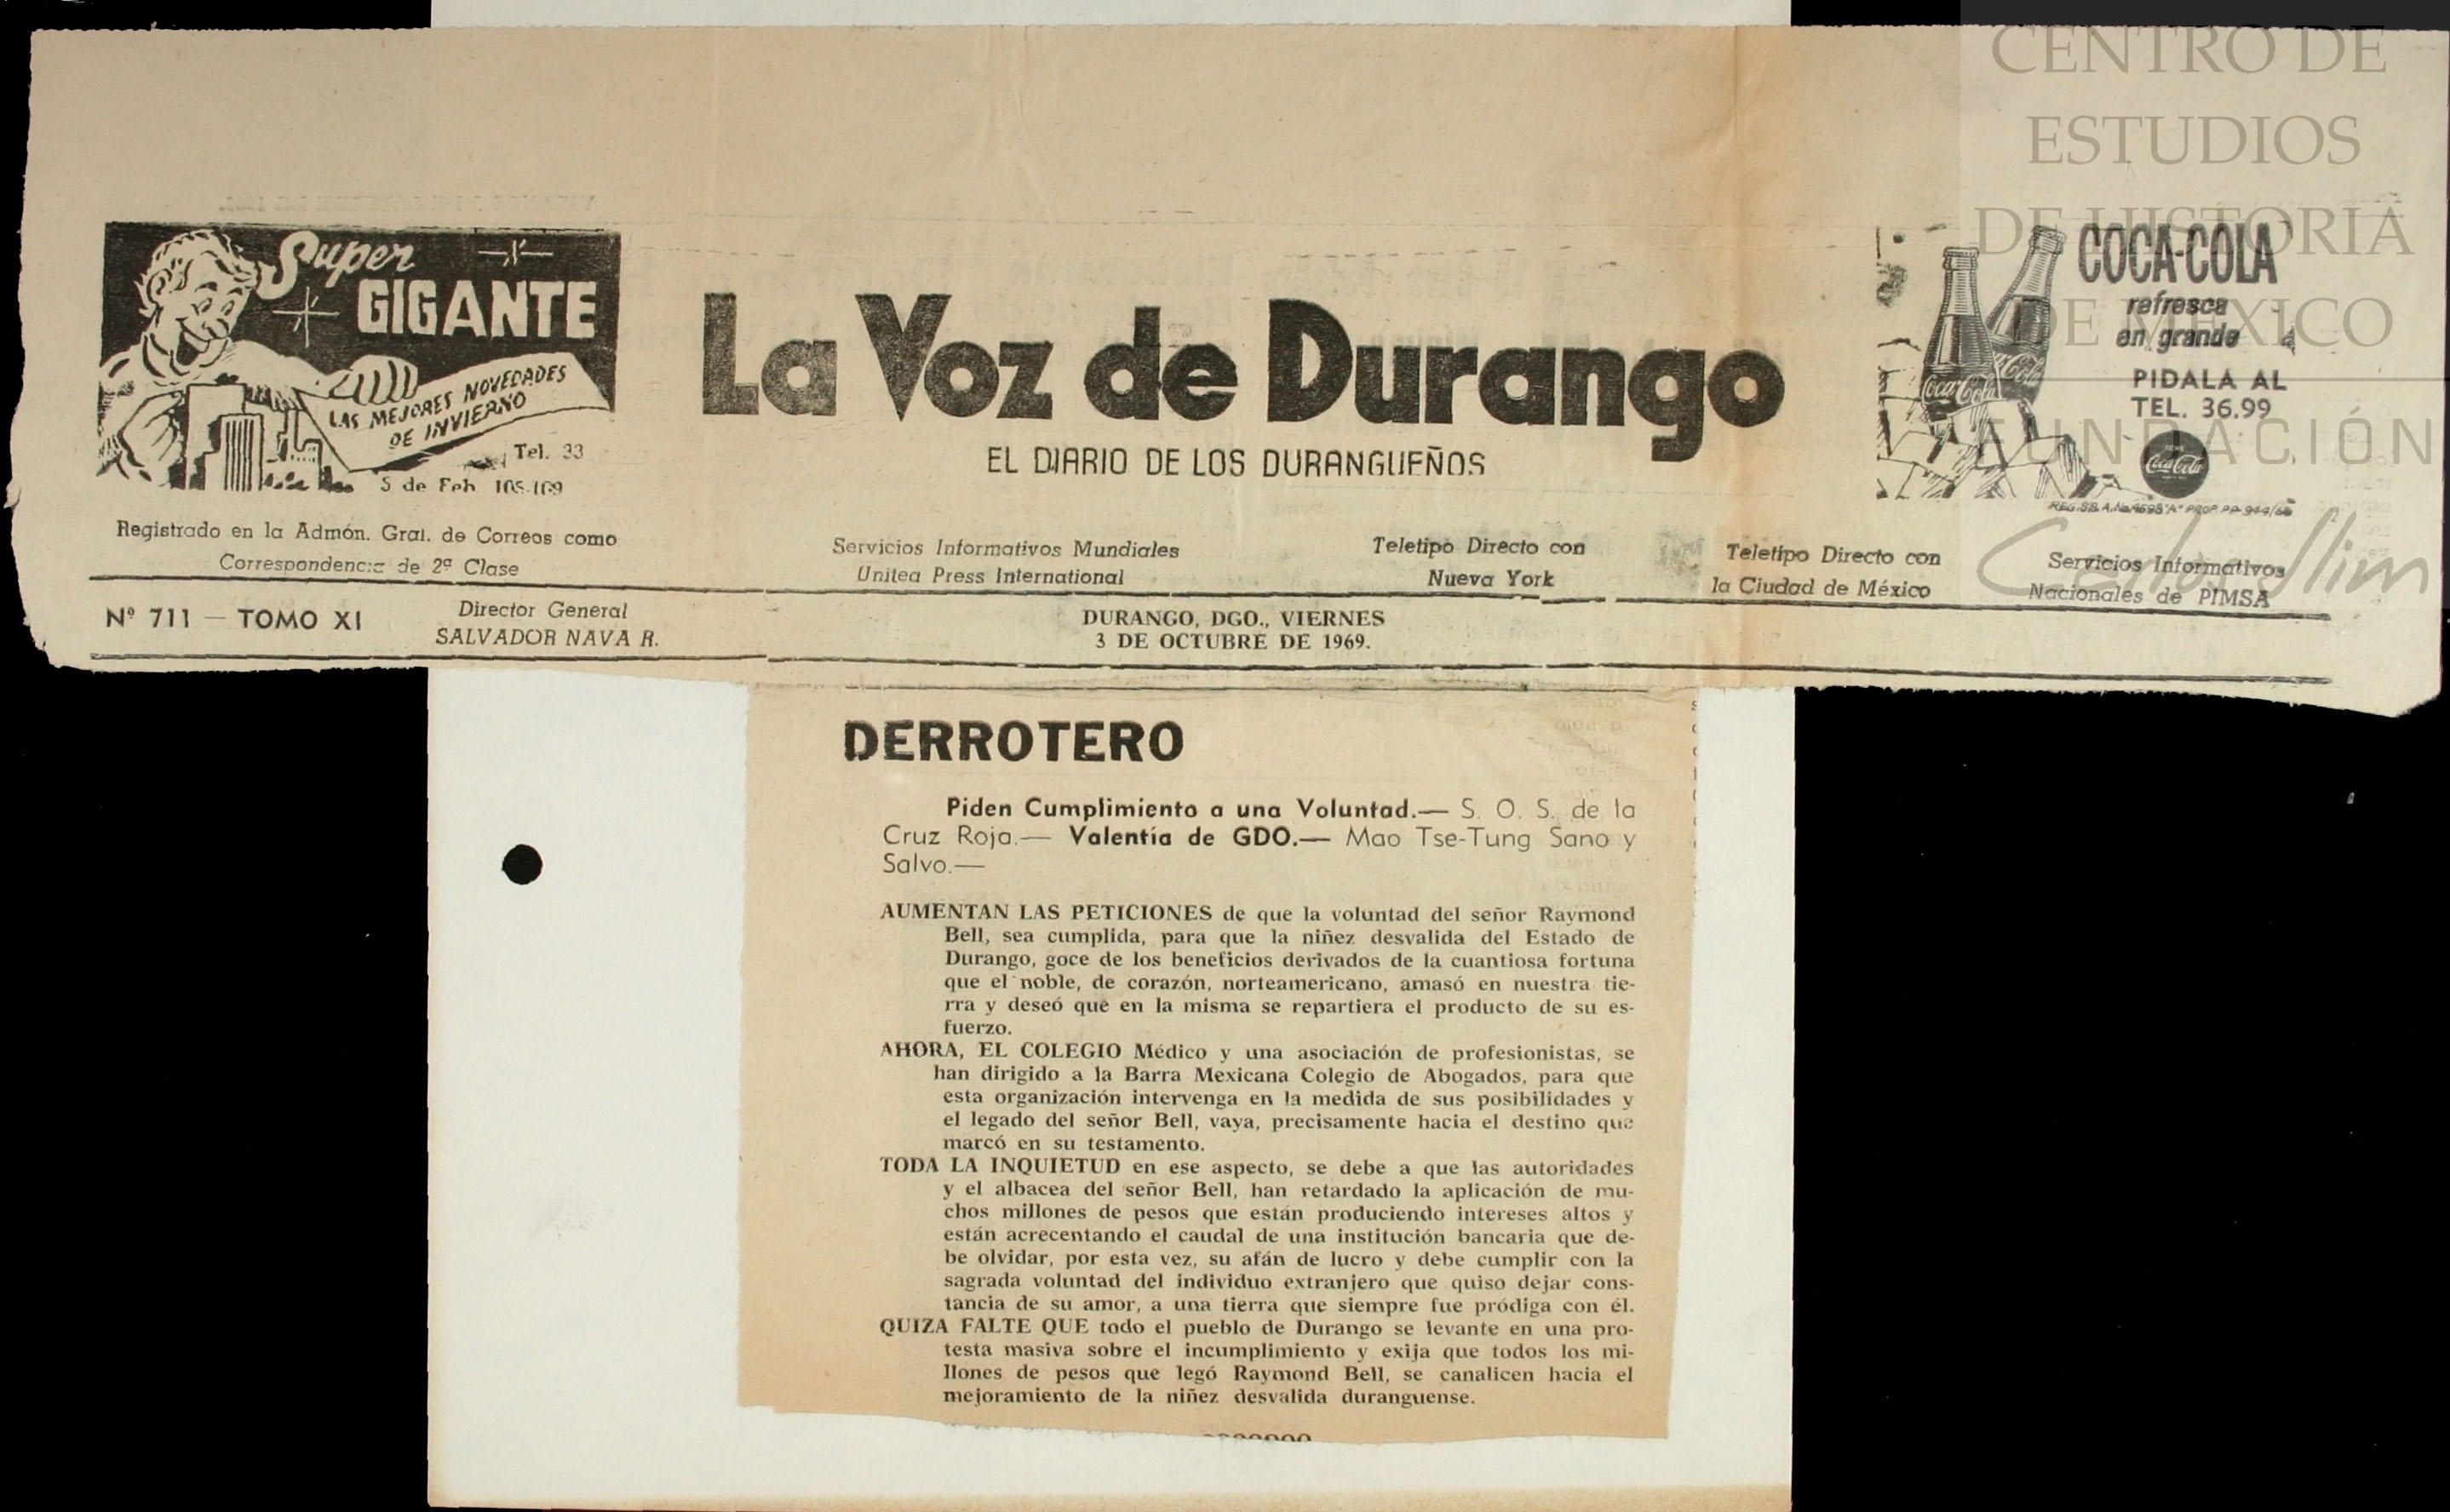 CENTRO DE
ESTUDIOS
DE HISTORIA
DE MÉXICO
FUNDACIÓN
Carlos Slim
Super
GIGANTE
LAS MEJORES NOVEDADES
DE INVIERNO
Tel. 33
5 de Feb 108-109
La Voz de Durango
EL DIARIO DE LOS DURANGUEÑOS
COCA-COLA
refresca
en grande
PIDALA AL
TEL. 36.99
Coca-Cola
Coca-Cola
Coca-Cola
Registrado en la Admón. Gral. de Correos como
Correspondencia de 2ª Clase
Servicios Informativos Mundiales
United Press International
Teletipo Directo con
Nueva York
Teletipo Directo con
la Ciudad de México
Servicios Informativos
Nacionales de PIMSA
Nº 711 — TOMO XI
Director General
SALVADOR NAVA R.
DURANGO, DGO., VIERNES
3 DE OCTUBRE DE 1969.
DERROTERO
Piden Cumplimiento a una Voluntad.— S. O. S. de la
Cruz Roja.— Valentía de GDO.— Mao Tse-Tung Sano y
Salvo.—
AUMENTAN LAS PETICIONES de que la voluntad del señor Raymond
Bell, sea cumplida, para que la niñez desvalida del Estado de
Durango, goce de los beneficios derivados de la cuantiosa fortuna
que el noble, de corazón, norteamericano, amasó en nuestra tie-
rra y deseó que en la misma se repartiera el producto de su es-
fuerzo.
AHORA, EL COLEGIO Médico y una asociación de profesionistas, se
han dirigido a la Barra Mexicana Colegio de Abogados, para que
esta organización intervenga en la medida de sus posibilidades y
el legado del señor Bell, vaya, precisamente hacia el destino que
marcó en su testamento.
TODA LA INQUIETUD en ese aspecto, se debe a que las autoridades
y el albacea del señor Bell, han retardado la aplicación de mu-
chos millones de pesos que están produciendo intereses altos y
están acrecentando el caudal de una institución bancaria que de-
be olvidar, por esta vez, su afán de lucro y debe cumplir con la
sagrada voluntad del individuo extranjero que quiso dejar cons-
tancia de su amor, a una tierra que siempre fue pródiga con él.
QUIZA FALTE QUE todo el pueblo de Durango se levante en una pro-
testa masiva sobre el incumplimiento y exija que todos los mi-
llones de pesos que legó Raymond Bell, se canalicen hacia el
mejoramiento de la niñez desvalida duranguense.